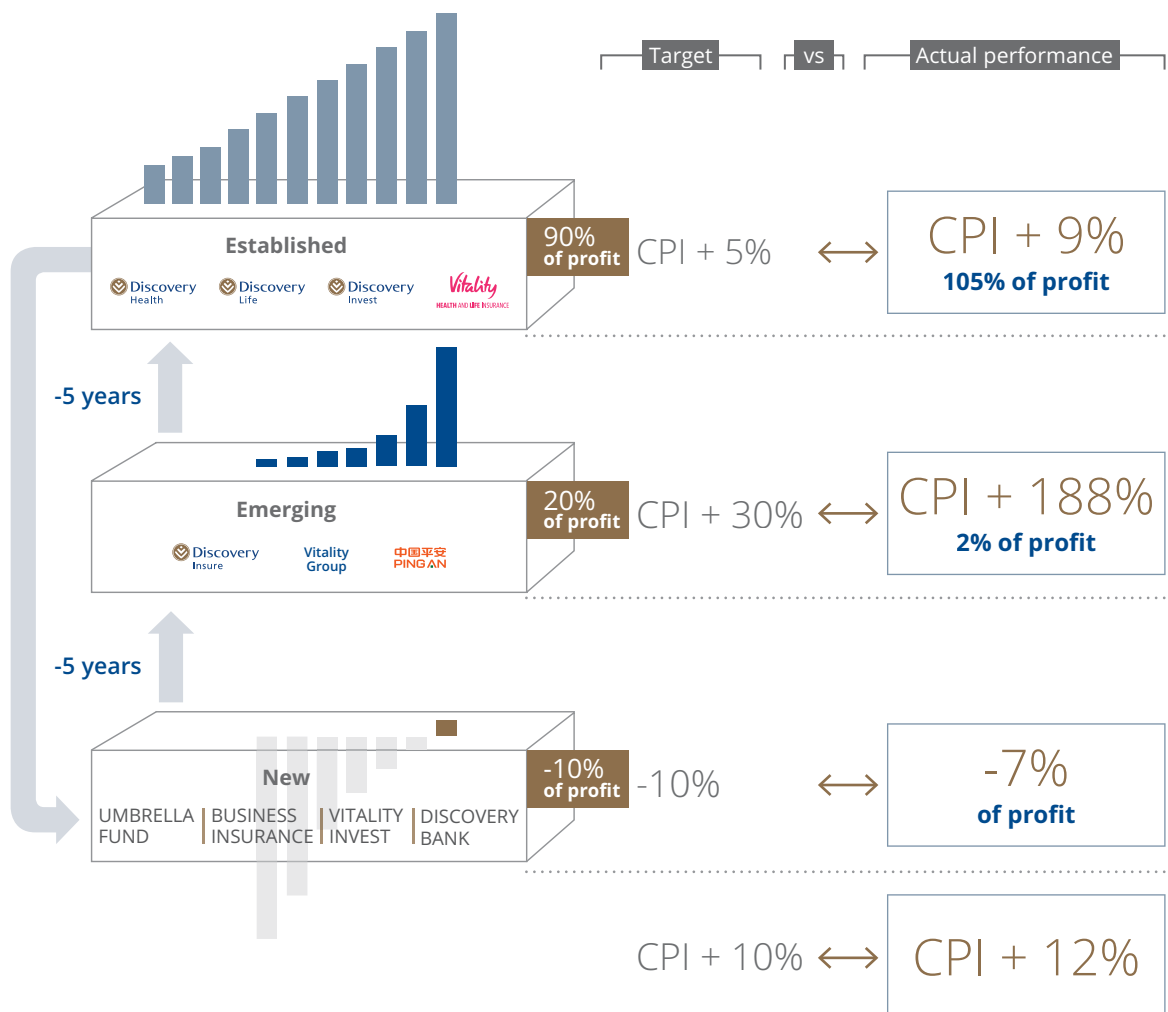 Target
vs
Actual performance
Established
Discovery
Health
Discovery
Life
Discovery
Invest
Vitality
HEALTH AND LIFE INSURANCE
90%
of profit
CPI + 5%
CPI + 9%
105% of profit
-5 years
Emerging
Discovery
Insure
Vitality
Group
中国平安
PINGAN
20%
of profit
CPI + 30%
CPI + 188%
2% of profit
-5 years
New
UMBRELLA
FUND
BUSINESS
INSURANCE
VITALITY
INVEST
DISCOVERY
BANK
-10%
of profit
-10%
-7%
of profit
CPI + 10%
CPI + 12%